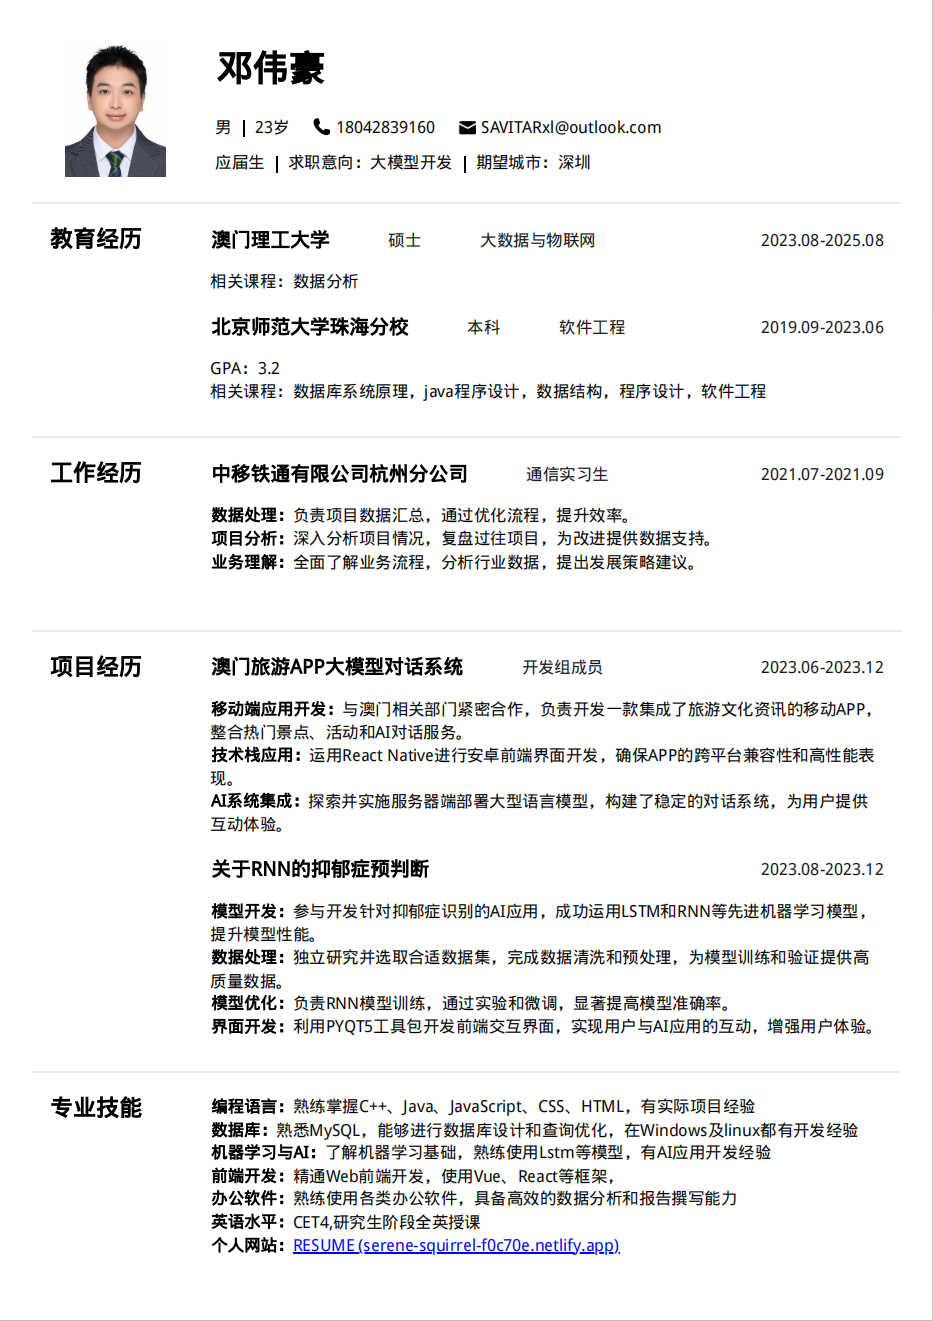 邓伟豪
男 | 23岁 18042839160 SAVITARxl@outlook.com
应届生 | 求职意向：大模型开发 | 期望城市：深圳
教育经历 澳门理工大学 硕士 大数据与物联网 2023.08-2025.08
相关课程：数据分析
北京师范大学珠海分校 本科 软件工程 2019.09-2023.06
GPA：3.2
相关课程：数据库系统原理，java程序设计，数据结构，程序设计，软件工程
工作经历 中移铁通有限公司杭州分公司 通信实习生 2021.07-2021.09
数据处理：负责项目数据汇总，通过优化流程，提升效率。
项目分析：深入分析项目情况，复盘过往项目，为改进提供数据支持。
业务理解：全面了解业务流程，分析行业数据，提出发展策略建议。
项目经历 澳门旅游APP大模型对话系统 开发组成员 2023.06-2023.12
移动端应用开发：与澳门相关部门紧密合作，负责开发一款集成了旅游文化资讯的移动APP，
整合热门景点、活动和AI对话服务。
技术栈应用：运用React Native进行安卓前端界面开发，确保APP的跨平台兼容性和高性能表
现。
AI系统集成：探索并实施服务器端部署大型语言模型，构建了稳定的对话系统，为用户提供
互动体验。
关于RNN的抑郁症预判断 2023.08-2023.12
模型开发：参与开发针对抑郁症识别的AI应用，成功运用LSTM和RNN等先进机器学习模型，
提升模型性能。
数据处理：独立研究并选取合适数据集，完成数据清洗和预处理，为模型训练和验证提供高
质量数据。
模型优化：负责RNN模型训练，通过实验和微调，显著提高模型准确率。
界面开发：利用PYQT5工具包开发前端交互界面，实现用户与AI应用的互动，增强用户体验。
专业技能 编程语言：熟练掌握C++、Java、JavaScript、CSS、HTML，有实际项目经验
数据库：熟悉MySQL，能够进行数据库设计和查询优化，在Windows及linux都有开发经验
机器学习与AI：了解机器学习基础，熟练使用Lstm等模型，有AI应用开发经验
前端开发：精通Web前端开发，使用Vue、React等框架，
办公软件：熟练使用各类办公软件，具备高效的数据分析和报告撰写能力
英语水平：CET4,研究生阶段全英授课
个人网站：RESUME (serene-squirrel-f0c70e.netlify.app)